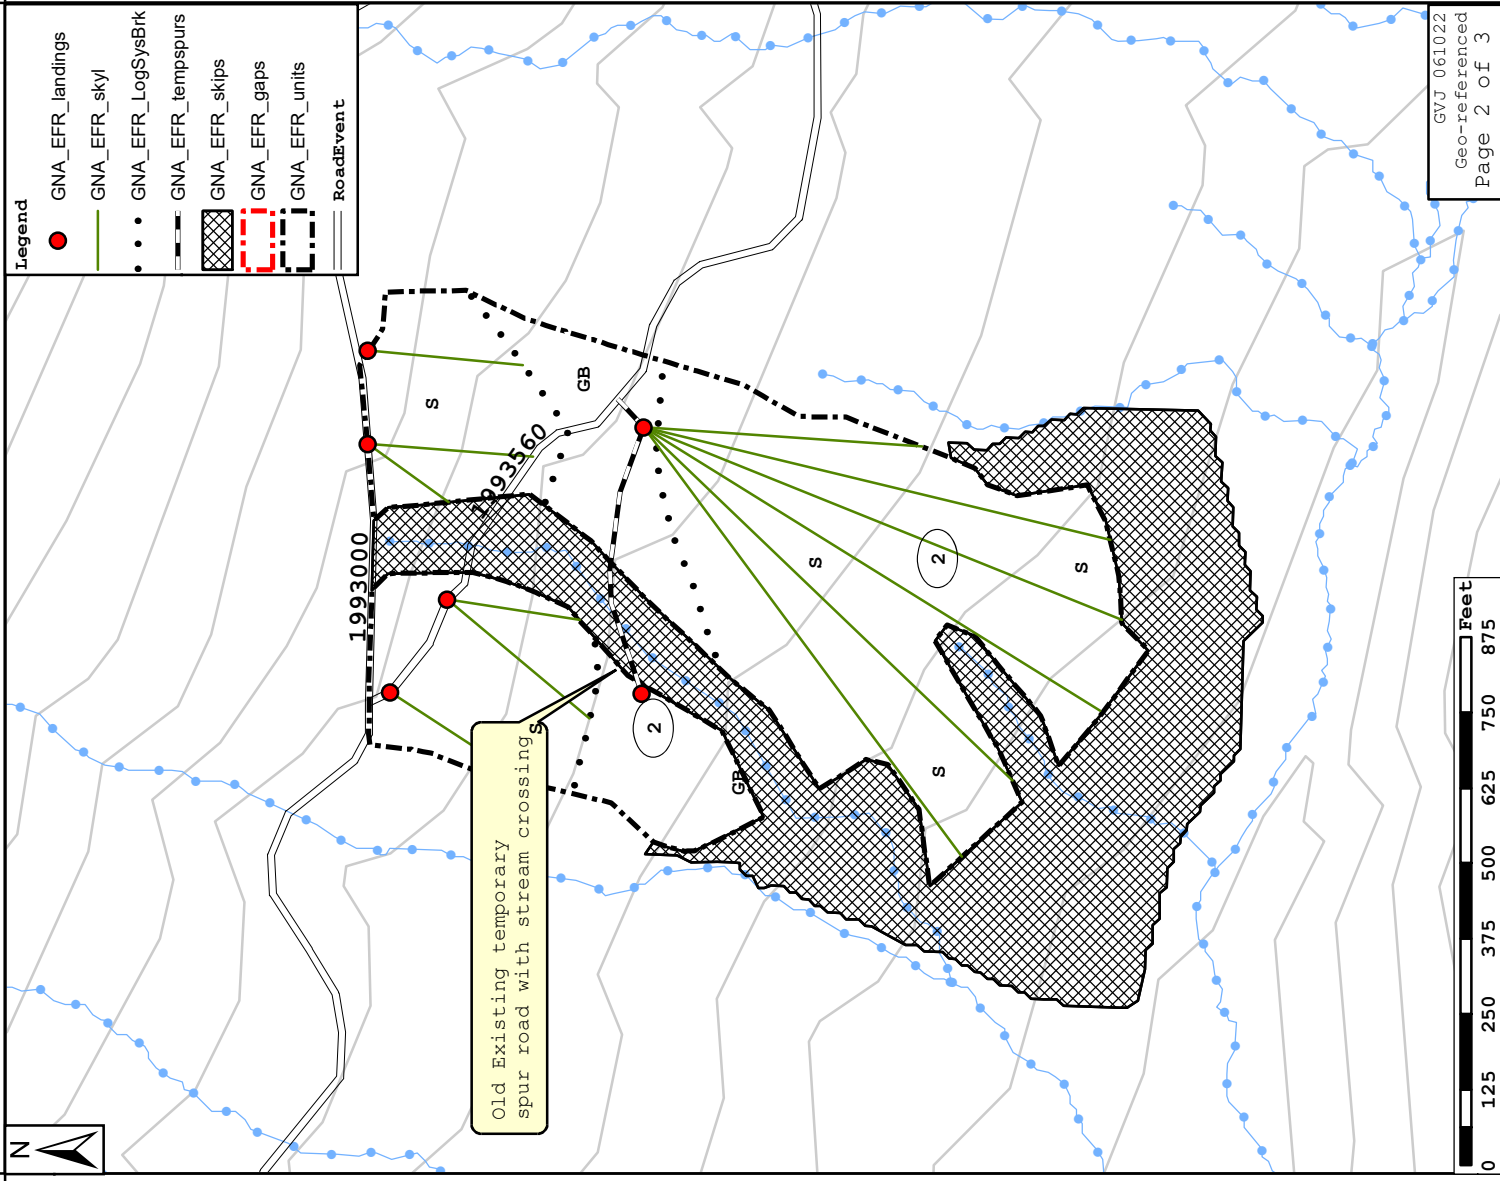 Legend
GNA_EFR_landings
GNA_EFR_skyl
GNA_EFR_LogSysBrk
GNA_EFR_tempspurs
GNA_EFR_skips
GNA_EFR_gaps
GNA_EFR_units
RoadEvent
N
1993000
1993560
S
GB
S
2
S
S
S
2
GB
Old Existing temporary
spur road with stream crossing
0 125 250 375 500 625 750 875 Feet
GVJ 061022
Geo-referenced
Page 2 of 3